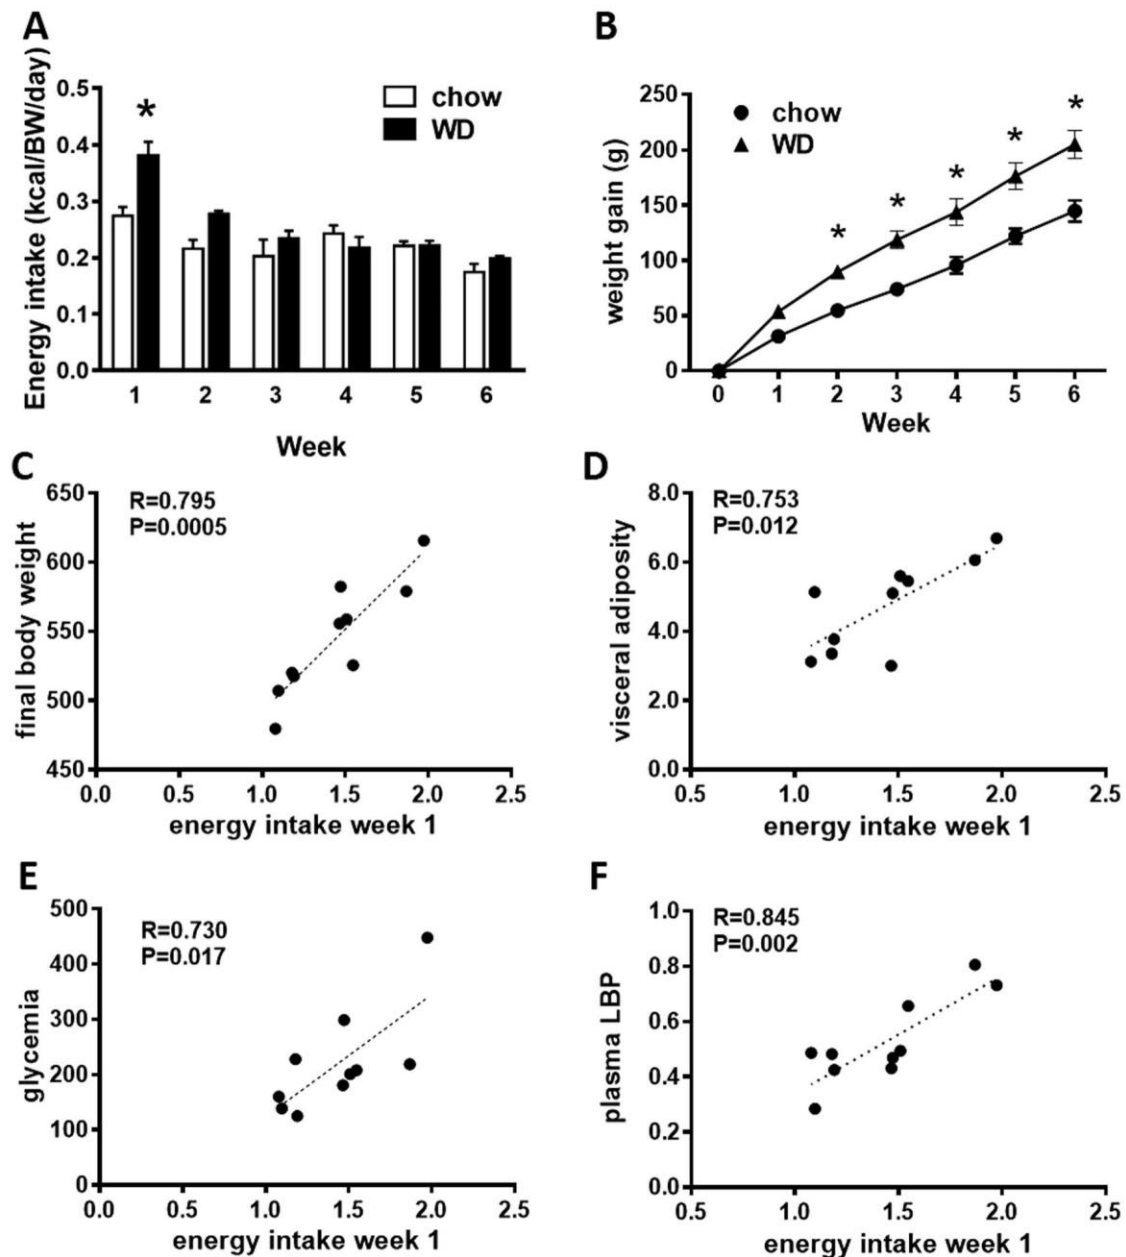 A
Energy intake (kcal/BW/day)
0.5
0.4
0.3
0.2
0.1
0.0
*
chow
WD
1 2 3 4 5 6
Week
B
weight gain (g)
250
200
150
100
50
0
chow
WD
* * * * *
0 1 2 3 4 5 6
Week
C
final body weight
650
600
550
500
450
R=0.795
P=0.0005
0.0 0.5 1.0 1.5 2.0 2.5
energy intake week 1
D
visceral adiposity
8.0
6.0
4.0
2.0
0.0
R=0.753
P=0.012
0.5 1.0 1.5 2.0 2.5
energy intake week 1
E
glycemia
500
400
300
200
100
0
R=0.730
P=0.017
0.0 0.5 1.0 1.5 2.0 2.5
energy intake week 1
F
plasma LBP
1.0
0.8
0.6
0.4
0.2
0.0
R=0.845
P=0.002
0.5 1.0 1.5 2.0 2.5
energy intake week 1